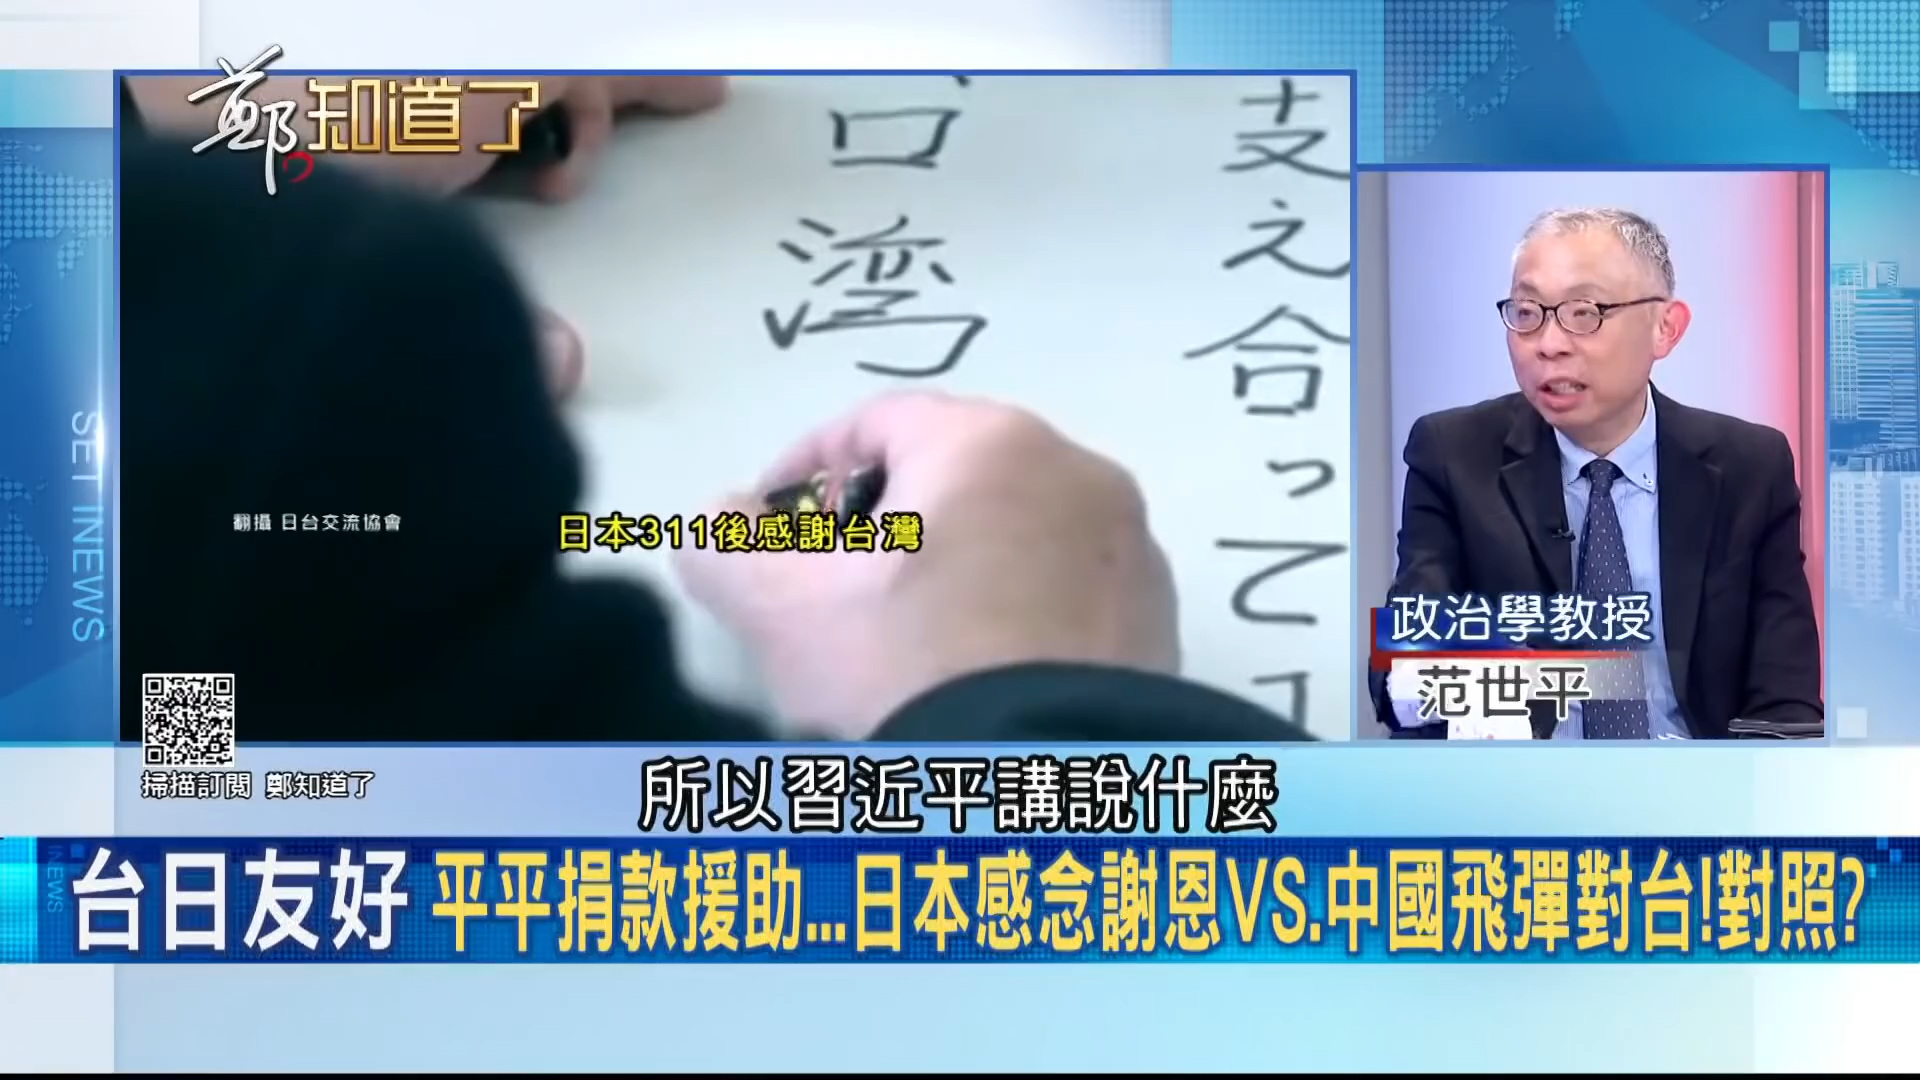 鄭知道了
台湾
支え合って
翻攝 日台交流協會
日本311後感謝台灣
SET iNEWS
政治學教授
范世平
掃描訂閱 鄭知道了
所以習近平講說什麼
iNEWS
台日友好 平平捐款援助...日本感念謝恩VS.中國飛彈對台!對照?